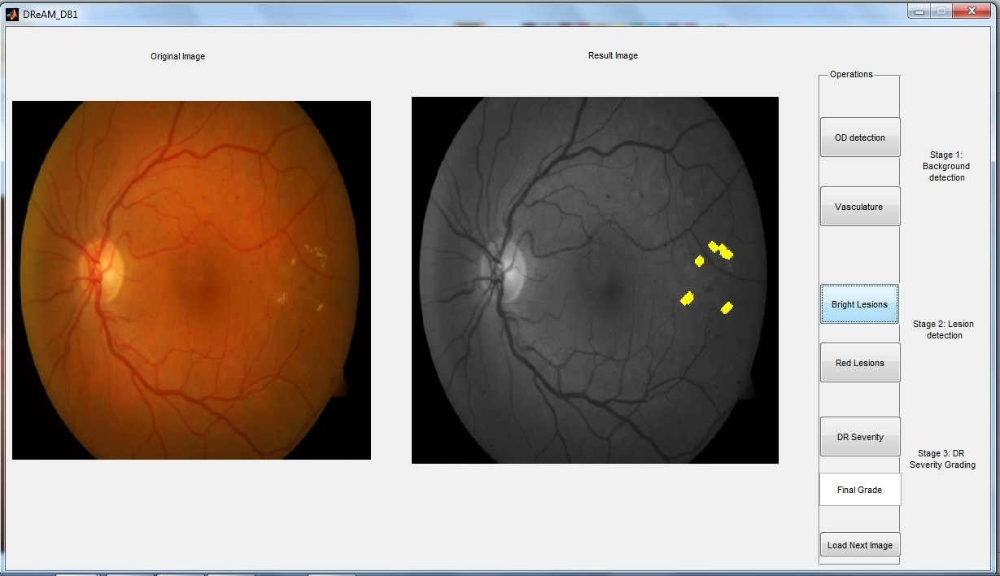 DReAM_DB1
Original Image
Result Image
Operations
OD detection
Stage 1:
Background
detection
Vasculature
Bright Lesions
Stage 2: Lesion
detection
Red Lesions
DR Severity
Stage 3: DR
Severity Grading
Final Grade
Load Next Image